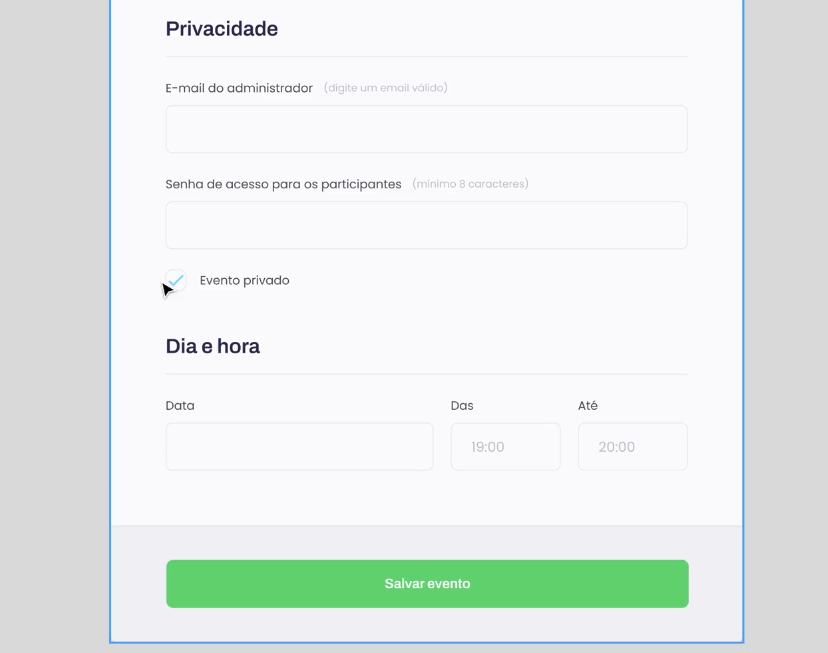 Privacidade
E-mail do administrador (digite um email válido)
Senha de acesso para os participantes (mínimo 8 caracteres)
Evento privado
Dia e hora
Data Das Até
19:00 20:00
Salvar evento